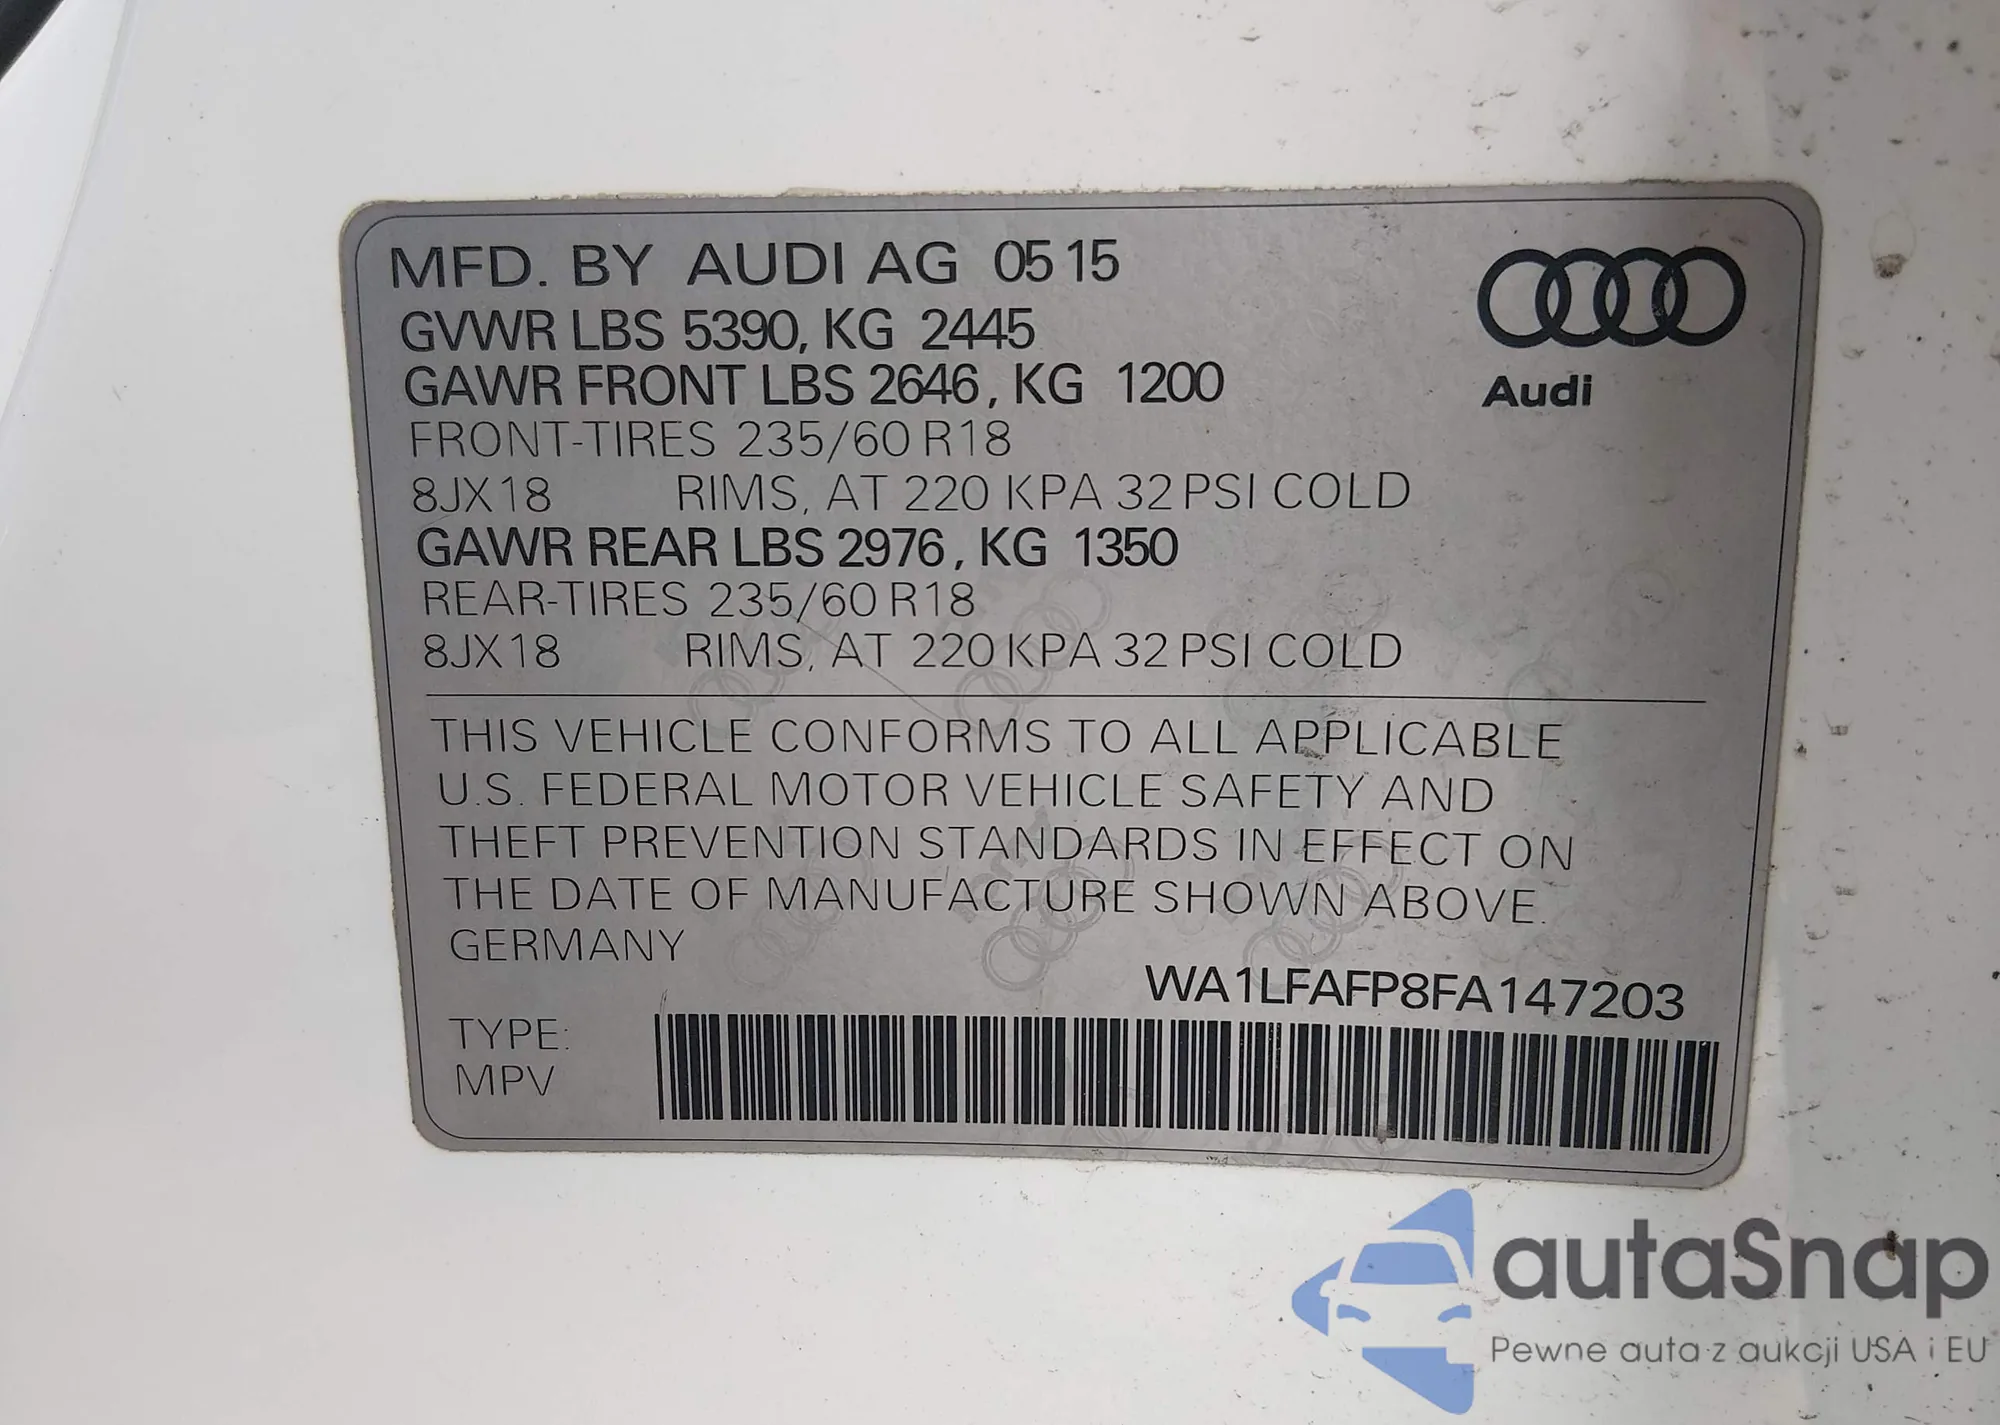 MFD. BY AUDI AG 05 15
GVWR LBS 5390, KG 2445
GAWR FRONT LBS 2646, KG 1200
FRONT-TIRES 235/60 R18
8JX18 RIMS, AT 220 KPA 32 PSI COLD
GAWR REAR LBS 2976, KG 1350
REAR-TIRES 235/60 R18
8JX18 RIMS, AT 220 KPA 32 PSI COLD
Audi
THIS VEHICLE CONFORMS TO ALL APPLICABLE
U.S. FEDERAL MOTOR VEHICLE SAFETY AND
THEFT PREVENTION STANDARDS IN EFFECT ON
THE DATE OF MANUFACTURE SHOWN ABOVE.
GERMANY
WA1LFAFP8FA147203
TYPE:
MPV
autaSnap
Pewne auta z aukcji USA i EU